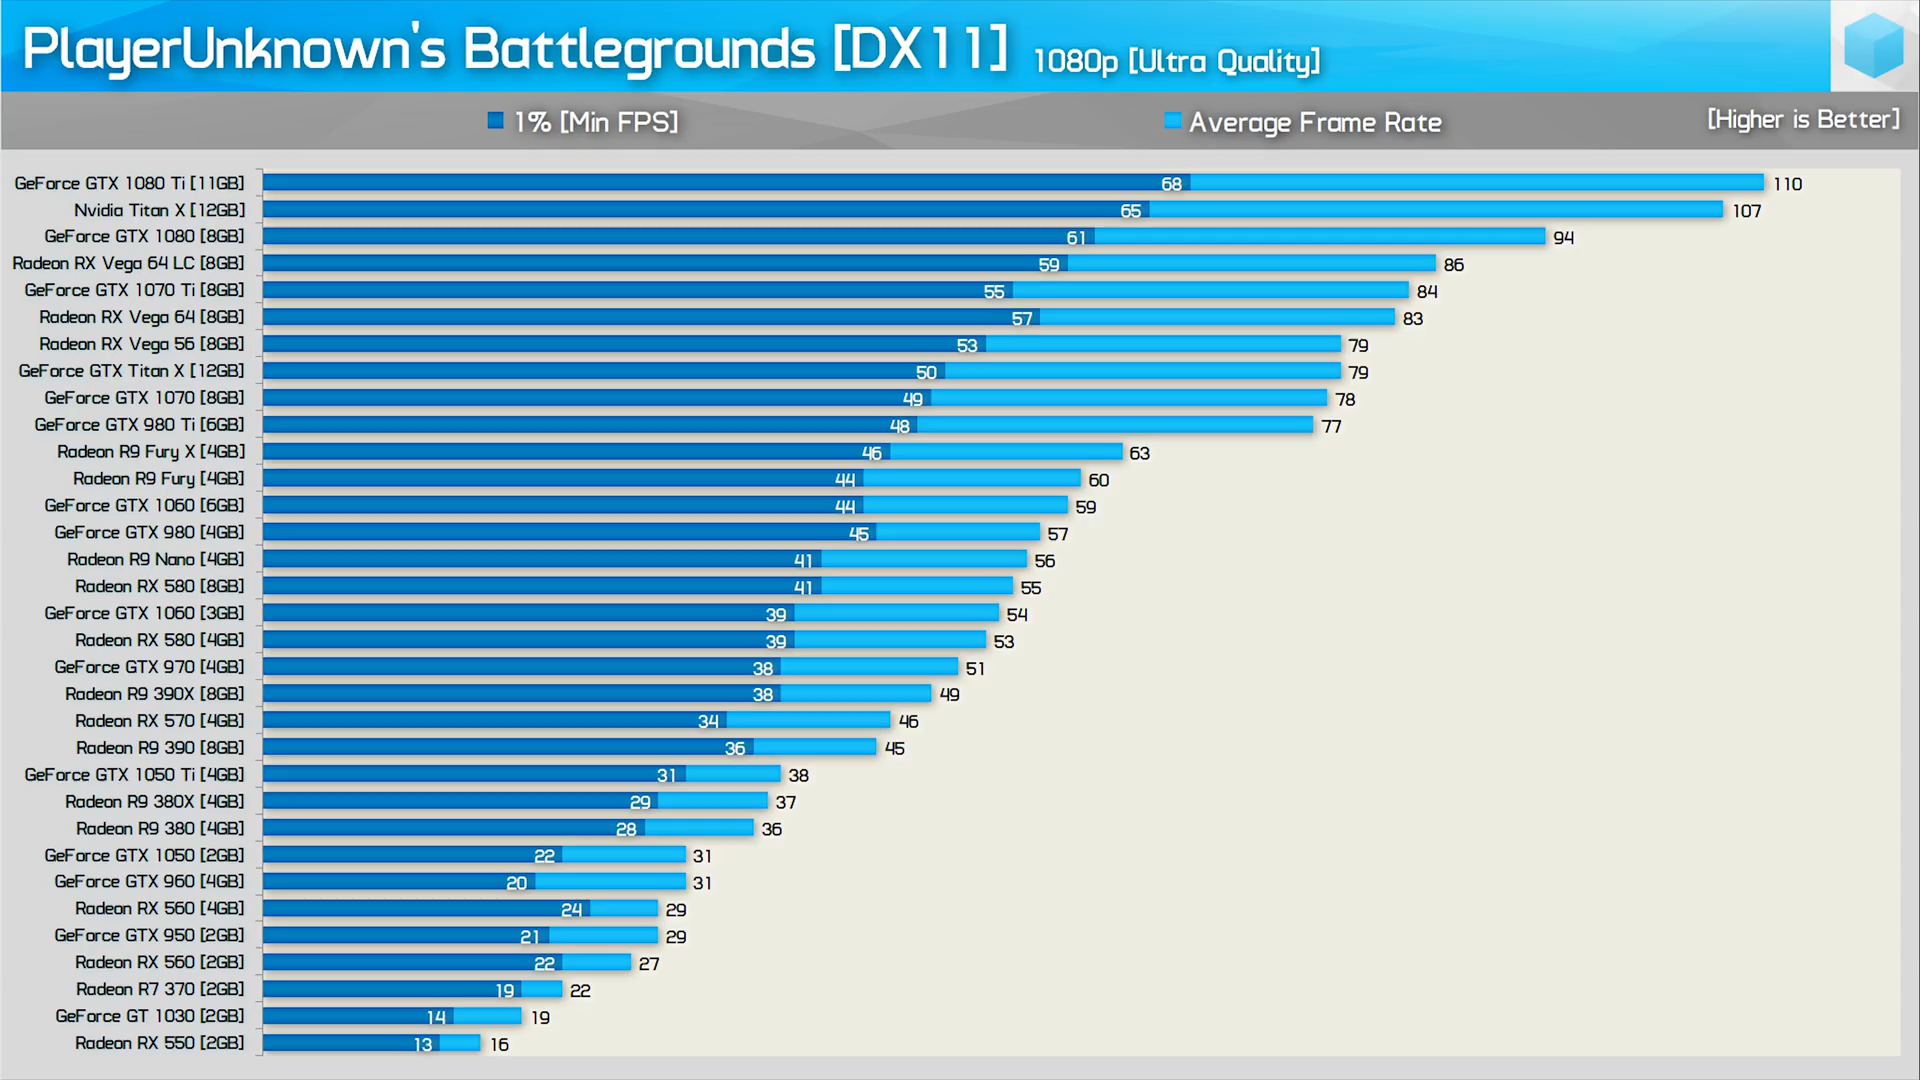 PlayerUnknown's Battlegrounds [DX11] 1080p [Ultra Quality]
1% [Min FPS] Average Frame Rate [Higher is Better]
GeForce GTX 1080 Ti [11GB] 68 110
Nvidia Titan X [12GB] 65 107
GeForce GTX 1080 [8GB] 61 94
Radeon RX Vega 64 LC [8GB] 59 86
GeForce GTX 1070 Ti [8GB] 55 84
Radeon RX Vega 64 [8GB] 57 83
Radeon RX Vega 56 [8GB] 53 79
GeForce GTX Titan X [12GB] 50 79
GeForce GTX 1070 [8GB] 49 78
GeForce GTX 980 Ti [6GB] 48 77
Radeon R9 Fury X [4GB] 46 63
Radeon R9 Fury [4GB] 44 60
GeForce GTX 1060 [6GB] 44 59
GeForce GTX 980 [4GB] 45 57
Radeon R9 Nano [4GB] 41 56
Radeon RX 580 [8GB] 41 55
GeForce GTX 1060 [3GB] 39 54
Radeon RX 580 [4GB] 39 53
GeForce GTX 970 [4GB] 38 51
Radeon R9 390X [8GB] 38 49
Radeon RX 570 [4GB] 34 46
Radeon R9 390 [8GB] 36 45
GeForce GTX 1050 Ti [4GB] 31 38
Radeon R9 380X [4GB] 29 37
Radeon R9 380 [4GB] 28 36
GeForce GTX 1050 [2GB] 22 31
GeForce GTX 960 [4GB] 20 31
Radeon RX 560 [4GB] 24 29
GeForce GTX 950 [2GB] 21 29
Radeon RX 560 [2GB] 22 27
Radeon R7 370 [2GB] 19 22
GeForce GT 1030 [2GB] 14 19
Radeon RX 550 [2GB] 13 16